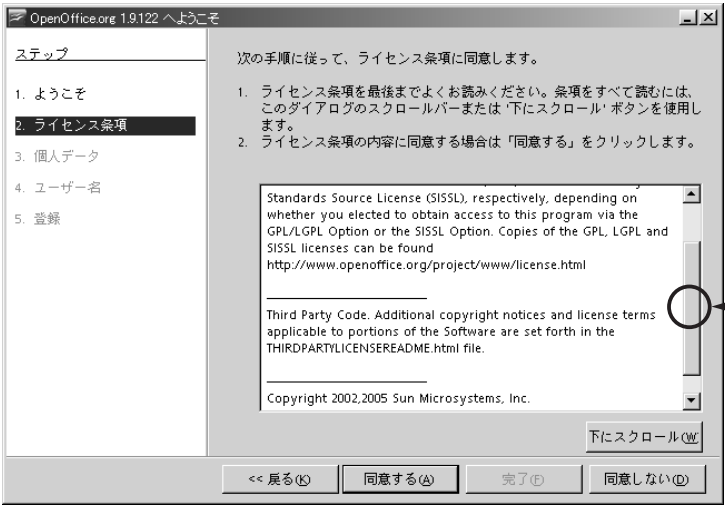 OpenOffice.org 1.9.122 へようこそ
ステップ
1. ようこそ
2. ライセンス条項
3. 個人データ
4. ユーザー名
5. 登録
次の手順に従って、ライセンス条項に同意します。
1. ライセンス条項を最後までよくお読みください。条項をすべて読むには、
このダイアログのスクロールバーまたは '下にスクロール' ボタンを使用し
ます。
2. ライセンス条項の内容に同意する場合は「同意する」をクリックします。
Standards Source License (SISSL), respectively, depending on
whether you elected to obtain access to this program via the
GPL/LGPL Option or the SISSL Option. Copies of the GPL, LGPL and
SISSL licenses can be found
http://www.openoffice.org/project/www/license.html
Third Party Code. Additional copyright notices and license terms
applicable to portions of the Software are set forth in the
THIRDPARTYLICENSEREADME.html file.
Copyright 2002,2005 Sun Microsystems, Inc.
下にスクロール(W
<< 戻る(K) 同意する(A) 完了(F) 同意しない(D)